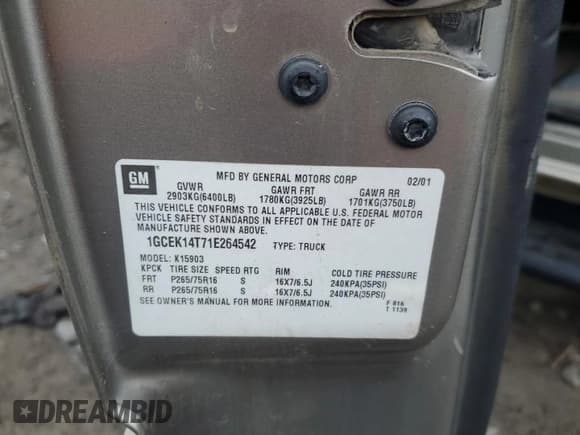 GM
MFD BY GENERAL MOTORS CORP 02/01
GVWR GAWR FRT GAWR RR
2903KG(6400LB) 1780KG(3925LB) 1701KG(3750LB)
THIS VEHICLE CONFORMS TO ALL APPLICABLE U.S. FEDERAL MOTOR
VEHICLE SAFETY STANDARDS IN EFFECT ON THE DATE OF
MANUFACTURE SHOWN ABOVE.
1GCEK14T71E264542 TYPE: TRUCK
MODEL: K15903
KPCK TIRE SIZE SPEED RTG RIM COLD TIRE PRESSURE
FRT P265/75R16 S 16X7/6.5J 240KPA(35PSI)
RR P265/75R16 S 16X7/6.5J 240KPA(35PSI)
SEE OWNER'S MANUAL FOR MORE INFORMATION.
F 816
T 1139
DREAMBID